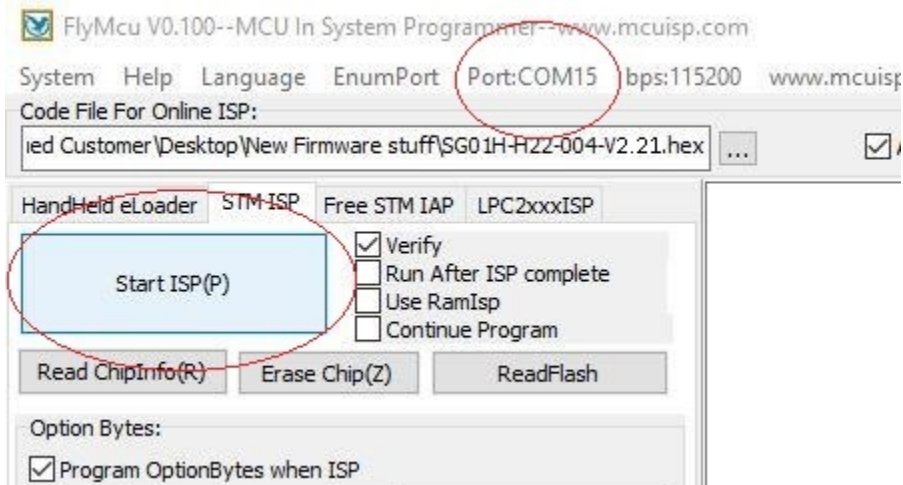 FlyMcu V0.100--MCU In System Programmer--www.mcuisp.com
System Help Language EnumPort Port:COM15 bps:115200 www.mcuisp
Code File For Online ISP:
ied Customer\Desktop\New Firmware stuff\SG01H-H22-004-V2.21.hex ...
HandHeld eLoader STM ISP Free STM IAP LPC2xxxISP
Start ISP(P)
Verify
Run After ISP complete
Use RamIsp
Continue Program
Read ChipInfo(R) Erase Chip(Z) ReadFlash
Option Bytes:
Program OptionBytes when ISP